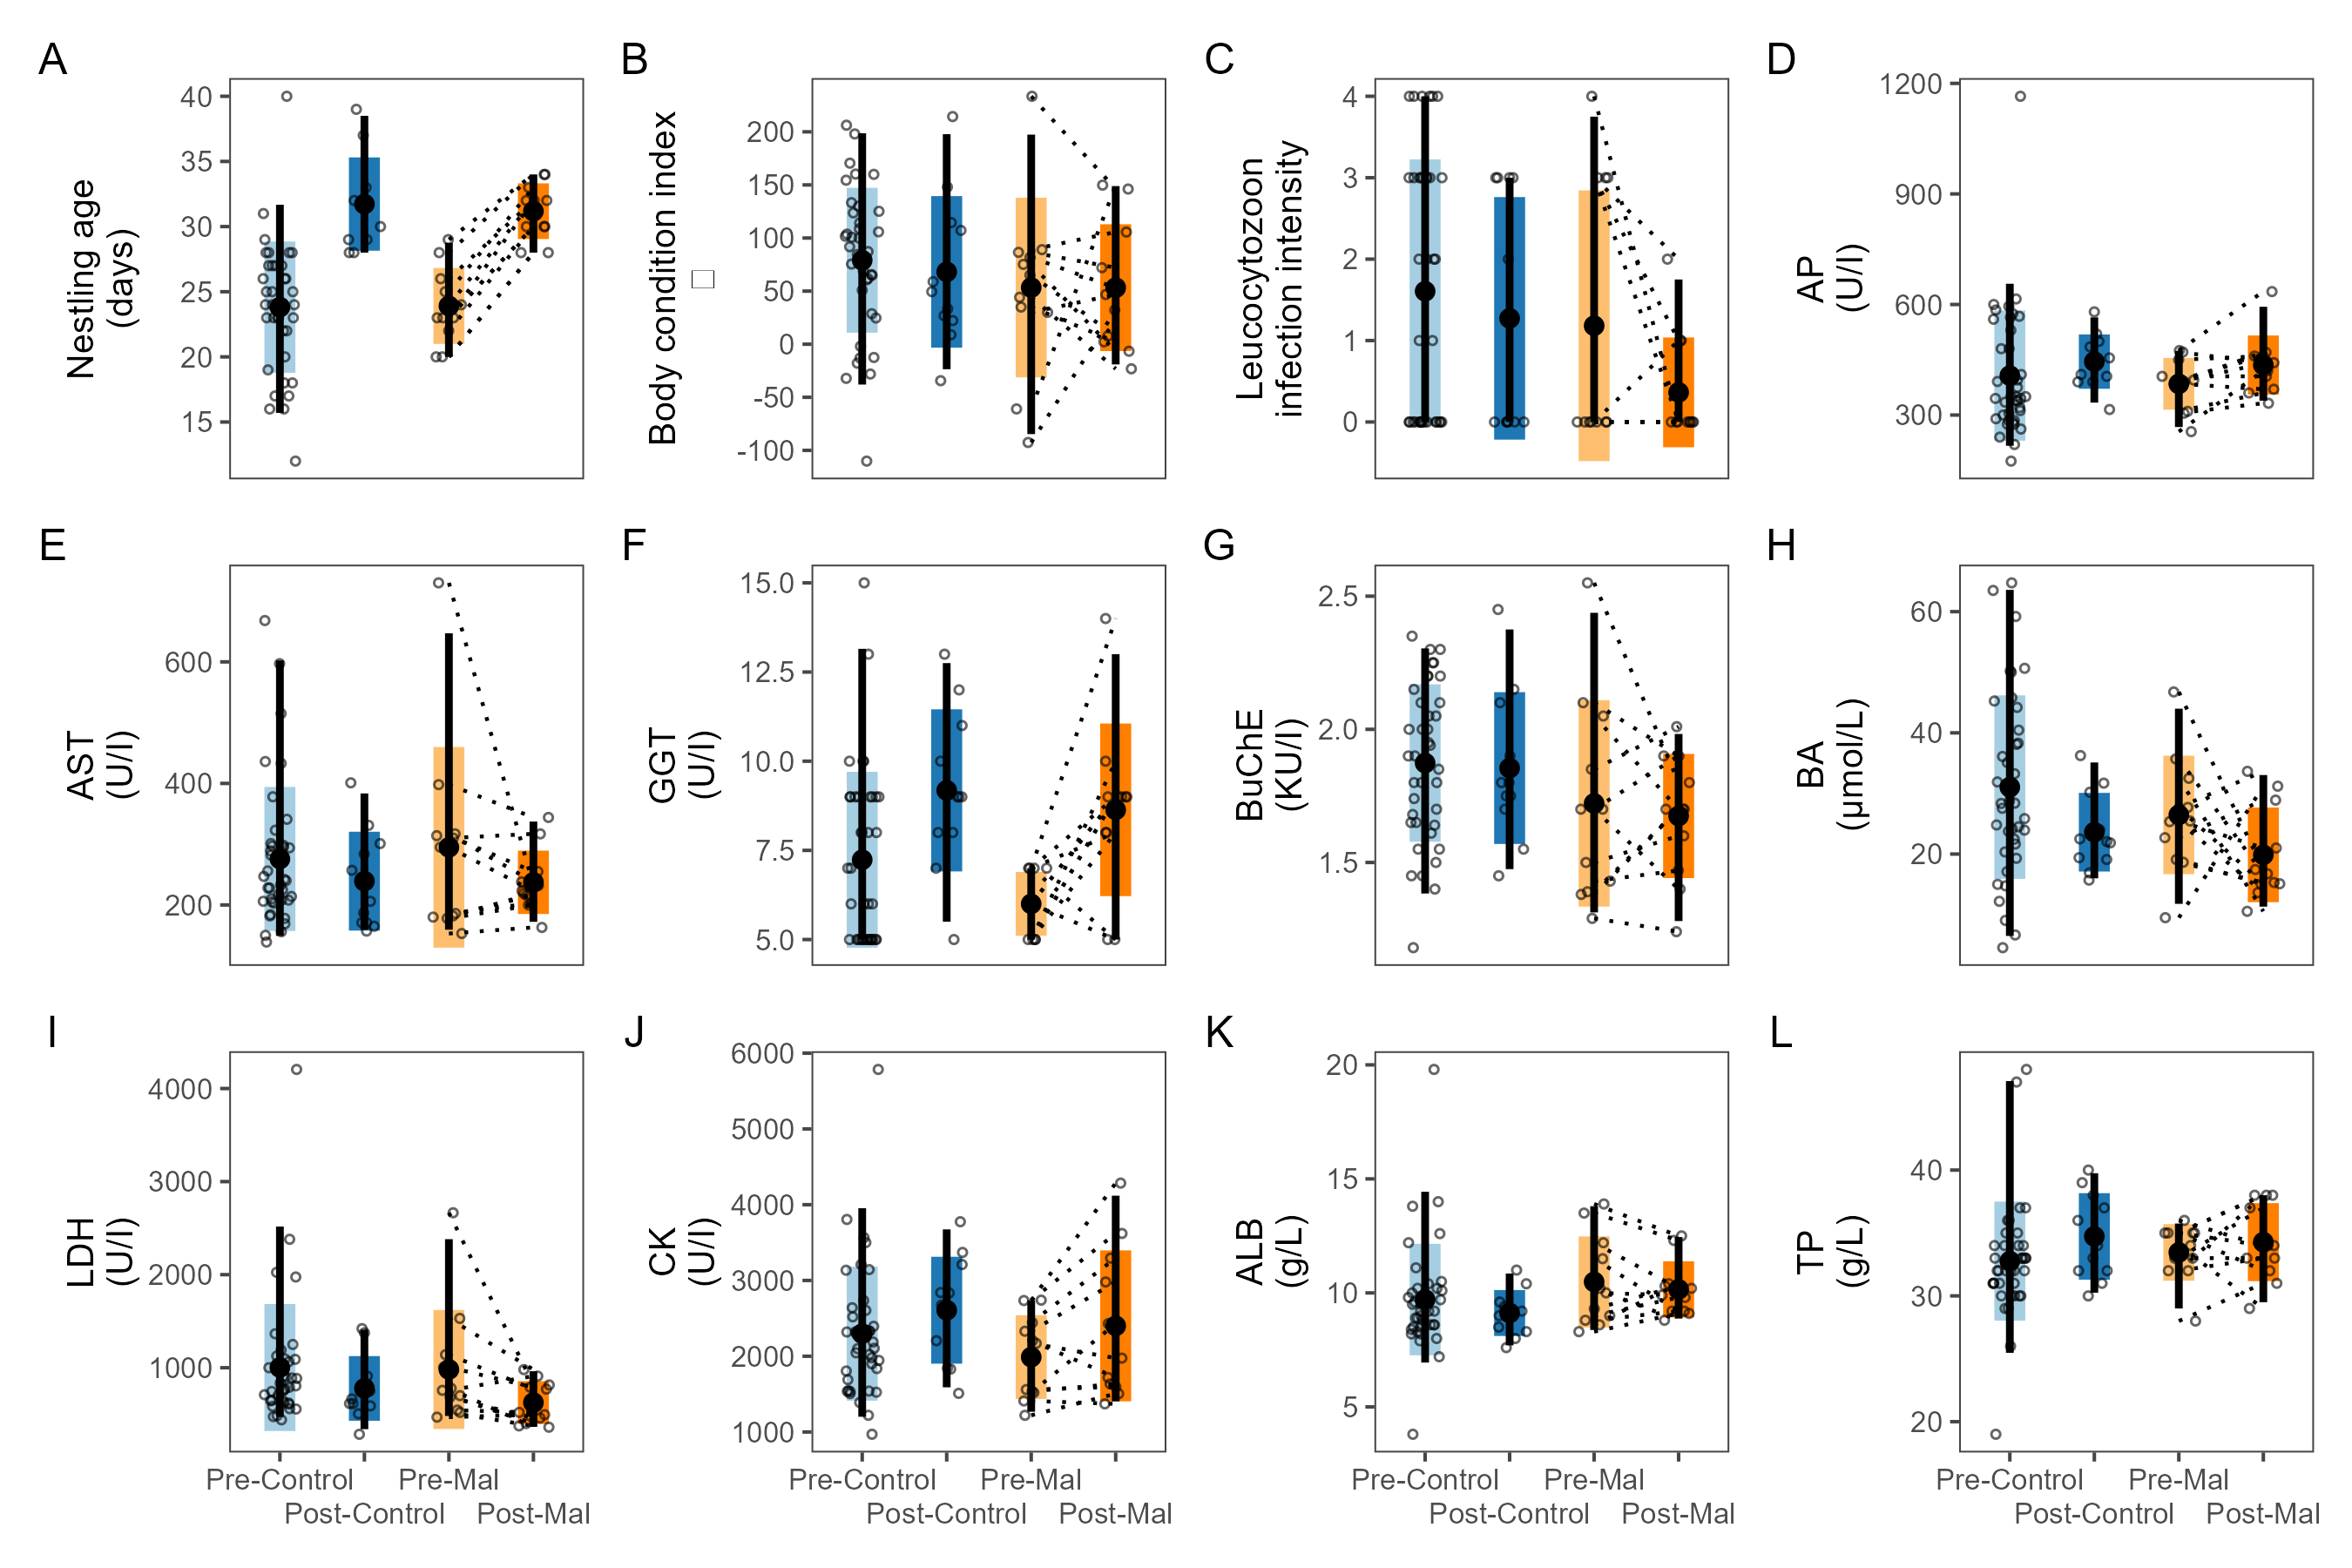 A
Nestling age
(days)
40
35
30
25
20
15
B
Body condition index
□
200
150
100
50
0
-50
-100
C
Leucocytozoon
infection intensity
4
3
2
1
0
D
AP
(U/l)
1200
900
600
300
E
AST
(U/l)
600
400
200
F
GGT
(U/l)
15.0
12.5
10.0
7.5
5.0
G
BuChE
(KU/l)
2.5
2.0
1.5
H
BA
(µmol/L)
60
40
20
I
LDH
(U/l)
4000
3000
2000
1000
Pre-Control
Post-Control
Pre-Mal
Post-Mal
J
CK
(U/l)
6000
5000
4000
3000
2000
1000
Pre-Control
Post-Control
Pre-Mal
Post-Mal
K
ALB
(g/L)
20
15
10
5
Pre-Control
Post-Control
Pre-Mal
Post-Mal
L
TP
(g/L)
40
30
20
Pre-Control
Post-Control
Pre-Mal
Post-Mal